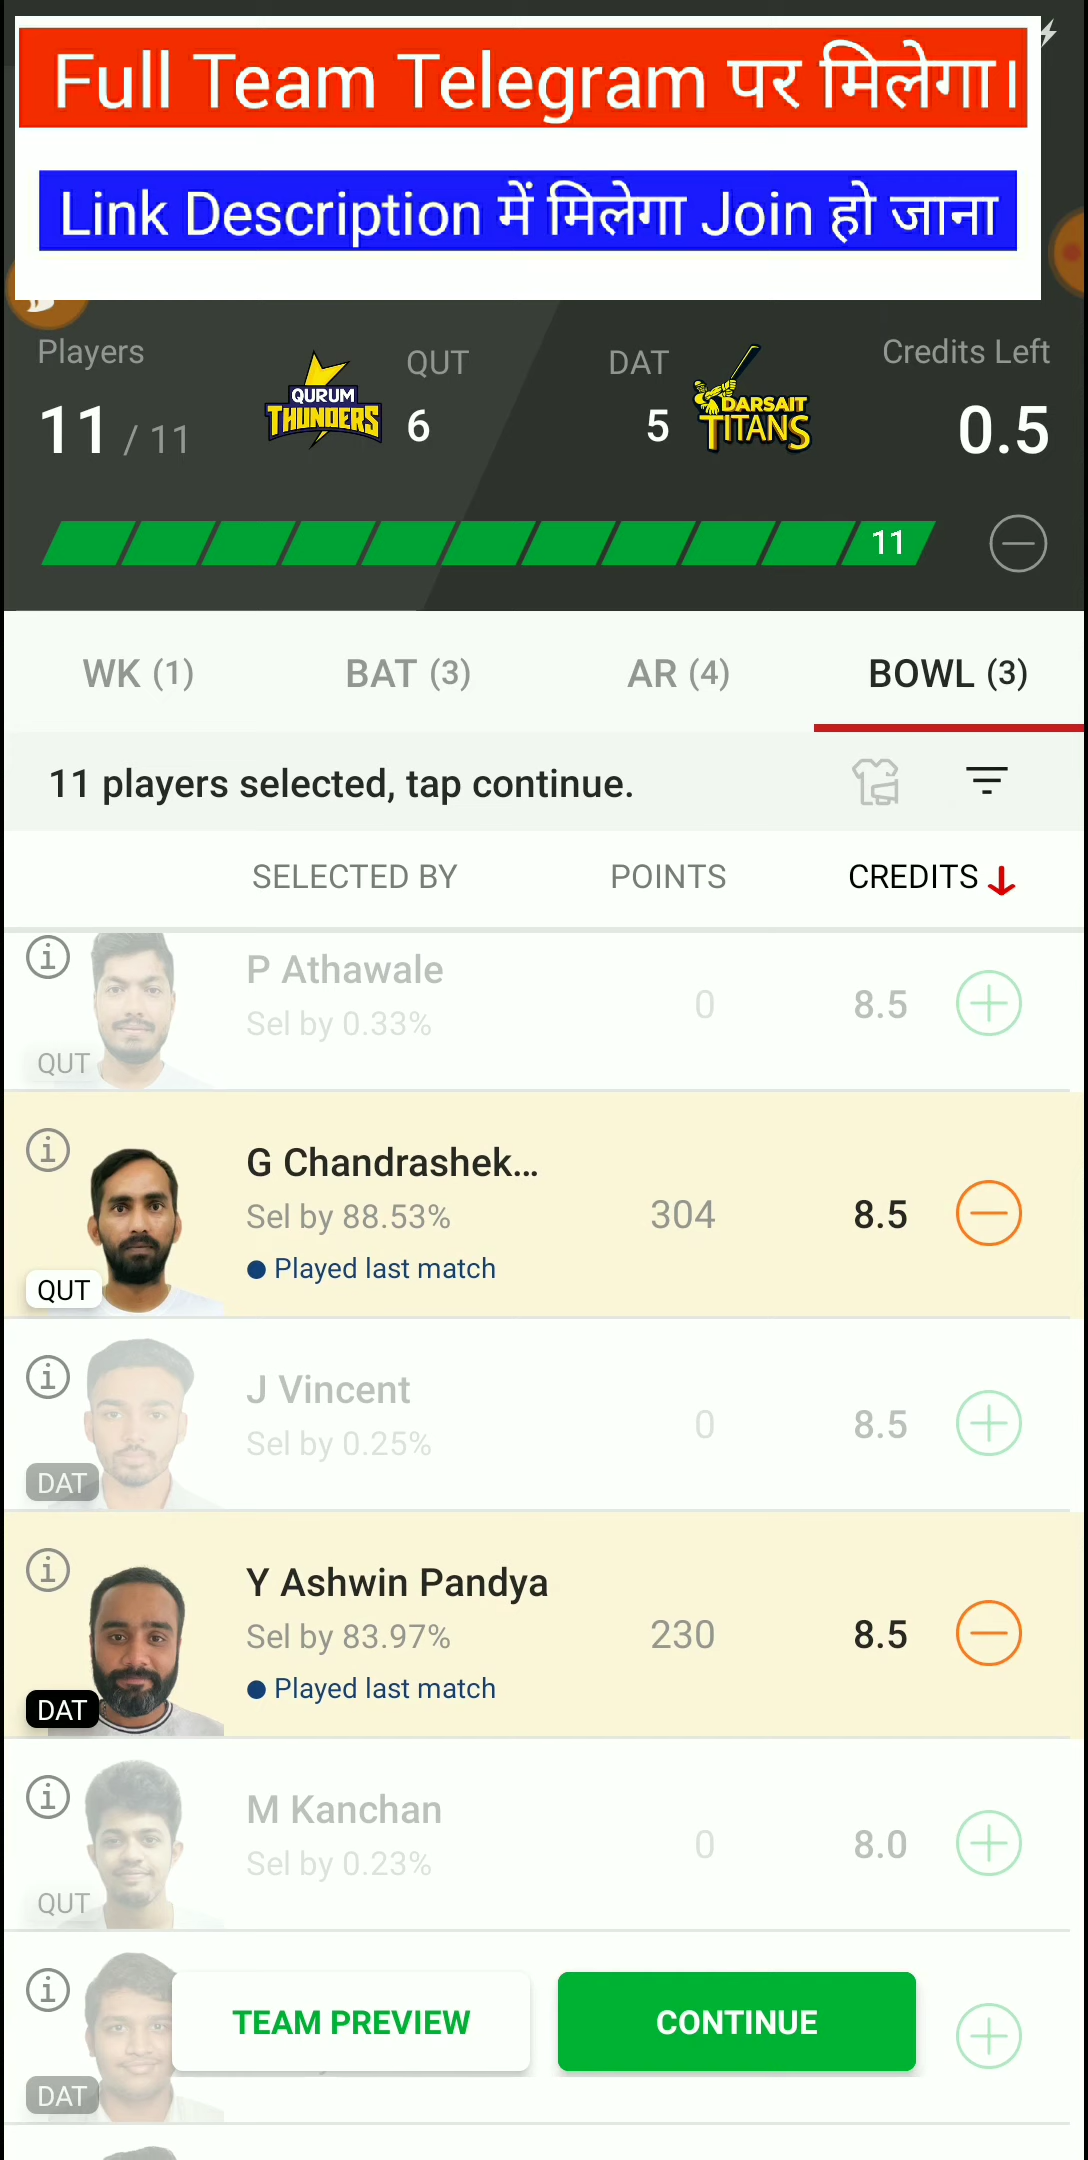 Full Team Telegram पर मिलेगा।
Link Description में मिलेगा Join हो जाना
Players QUT DAT Credits Left
11 / 11 QURUM THUNDERS 6 5 DARSAIT TITANS 0.5
11
WK (1) BAT (3) AR (4) BOWL (3)
11 players selected, tap continue.
SELECTED BY POINTS CREDITS
P Athawale
Sel by 0.33% 0 8.5
QUT
G Chandrashek...
Sel by 88.53% 304 8.5
Played last match
QUT
J Vincent
Sel by 0.25% 0 8.5
DAT
Y Ashwin Pandya
Sel by 83.97% 230 8.5
Played last match
DAT
M Kanchan
Sel by 0.23% 0 8.0
QUT
TEAM PREVIEW CONTINUE
DAT